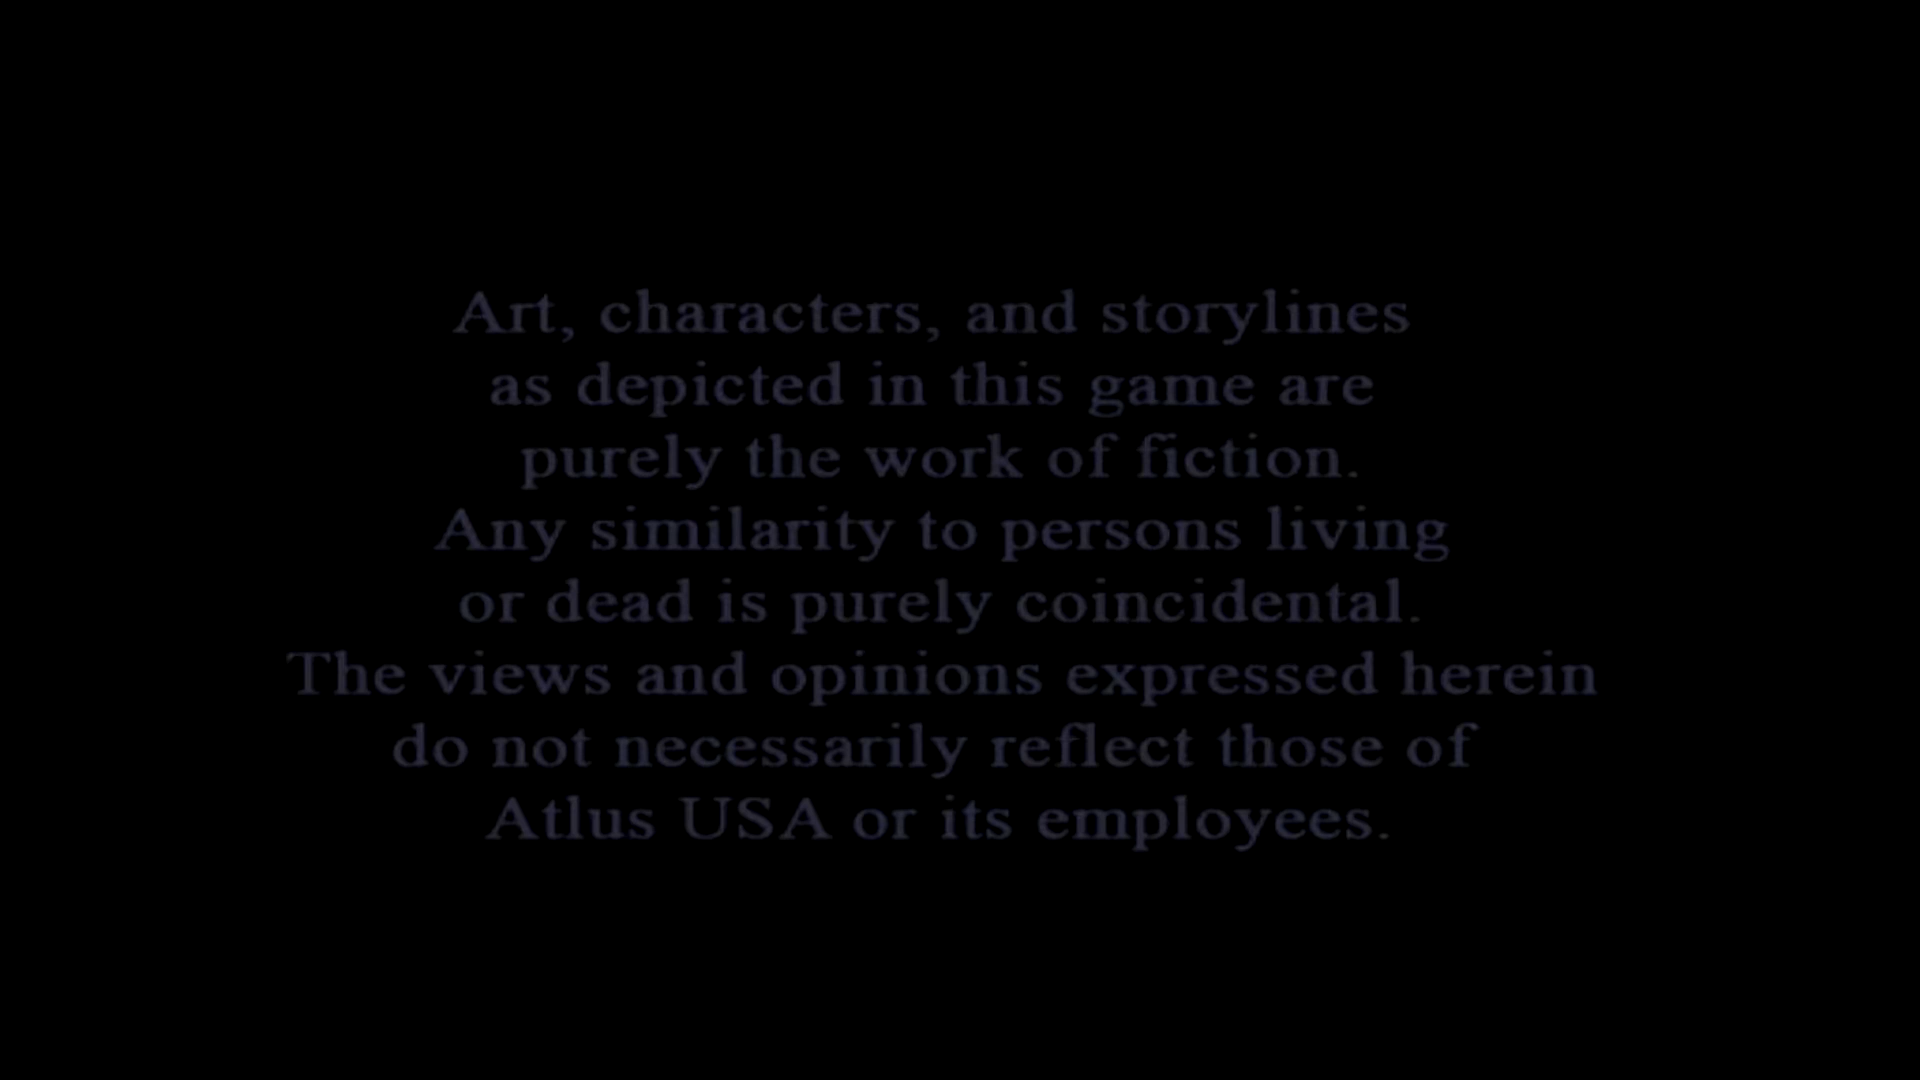 Art, characters, and storylines
as depicted in this game are
purely the work of fiction.
Any similarity to persons living
or dead is purely coincidental.
The views and opinions expressed herein
do not necessarily reflect those of
Atlus USA or its employees.